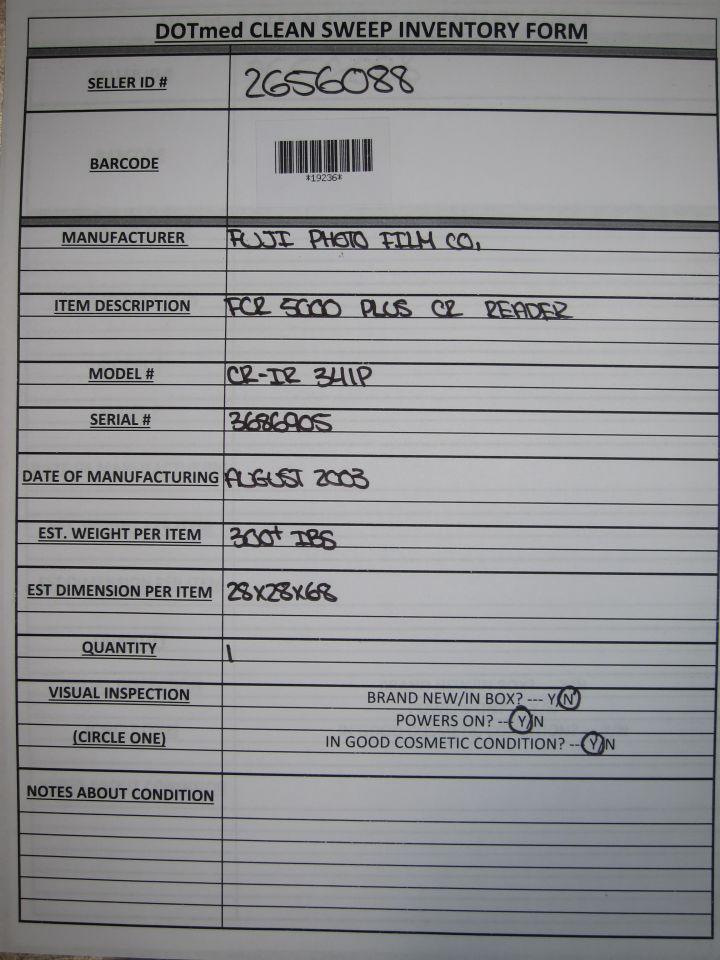 DOTmed CLEAN SWEEP INVENTORY FORM
SELLER ID # 2656088
BARCODE
*19236*
MANUFACTURER FUJI PHOTO FILM CO,
ITEM DESCRIPTION FCR 5000 PLUS CR READER
MODEL # CR-IR 341P
SERIAL # 3686905
DATE OF MANUFACTURING AUGUST 2003
EST. WEIGHT PER ITEM 300+ IBS
EST DIMENSION PER ITEM 28X28X68
QUANTITY 1
VISUAL INSPECTION BRAND NEW/IN BOX? --- Y/N
POWERS ON? --- Y/N
(CIRCLE ONE) IN GOOD COSMETIC CONDITION? -- Y/N
NOTES ABOUT CONDITION